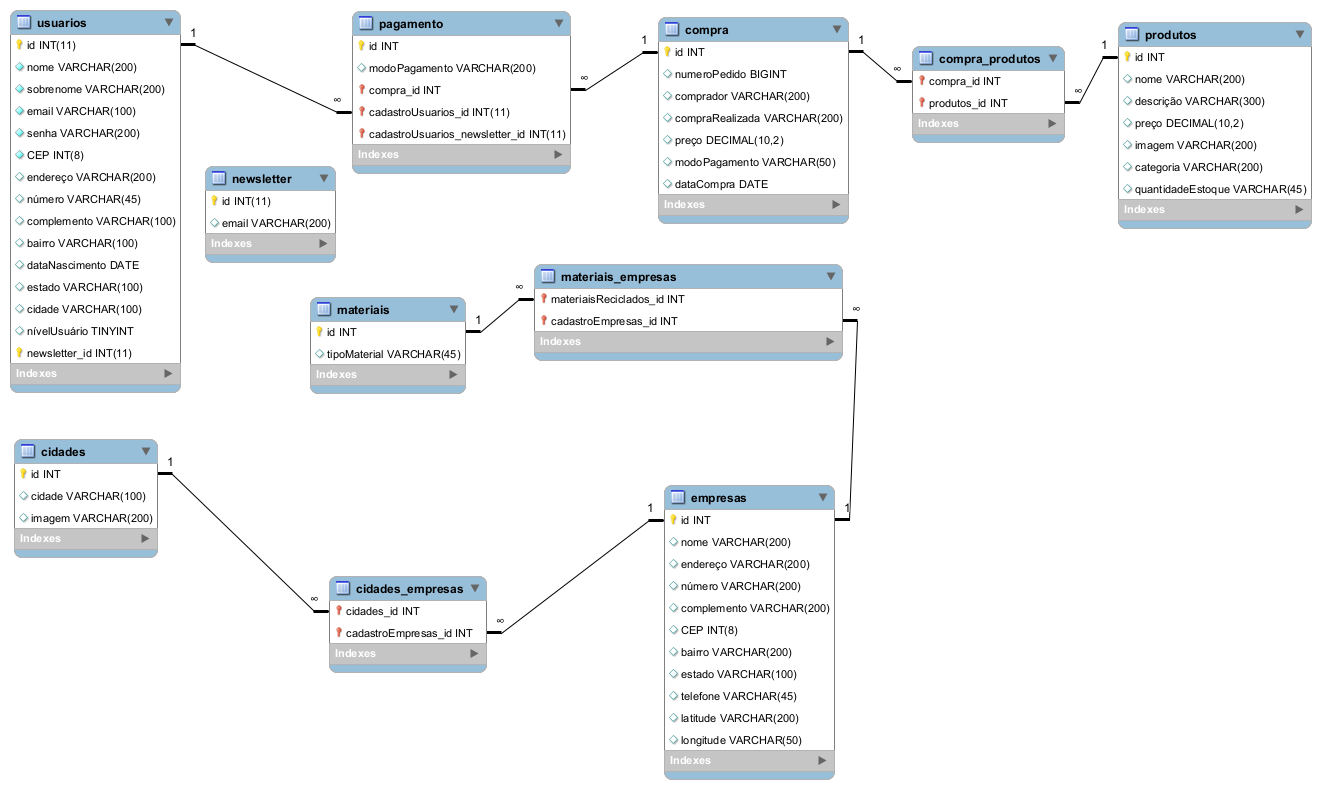 usuarios
id INT(11)
nome VARCHAR(200)
sobrenome VARCHAR(200)
email VARCHAR(100)
senha VARCHAR(200)
CEP INT(8)
endereço VARCHAR(200)
número VARCHAR(45)
complemento VARCHAR(100)
bairro VARCHAR(100)
dataNascimento DATE
estado VARCHAR(100)
cidade VARCHAR(100)
nívelUsuário TINYINT
newsletter_id INT(11)
Indexes
1
∞
pagamento
id INT
modoPagamento VARCHAR(200)
compra_id INT
cadastroUsuarios_id INT(11)
cadastroUsuarios_newsletter_id INT(11)
Indexes
∞
1
compra
id INT
numeroPedido BIGINT
comprador VARCHAR(200)
compraRealizada VARCHAR(200)
preço DECIMAL(10,2)
modoPagamento VARCHAR(50)
dataCompra DATE
Indexes
1
∞
compra_produtos
compra_id INT
produtos_id INT
Indexes
∞
1
produtos
id INT
nome VARCHAR(200)
descrição VARCHAR(300)
preço DECIMAL(10,2)
imagem VARCHAR(200)
categoria VARCHAR(200)
quantidadeEstoque VARCHAR(45)
Indexes
newsletter
id INT(11)
email VARCHAR(200)
Indexes
materiais
id INT
tipoMaterial VARCHAR(45)
Indexes
1
∞
materiais_empresas
materiaisReciclados_id INT
cadastroEmpresas_id INT
Indexes
∞
1
cidades
id INT
cidade VARCHAR(100)
imagem VARCHAR(200)
Indexes
1
∞
cidades_empresas
cidades_id INT
cadastroEmpresas_id INT
Indexes
∞
1
empresas
id INT
nome VARCHAR(200)
endereço VARCHAR(200)
número VARCHAR(200)
complemento VARCHAR(200)
CEP INT(8)
bairro VARCHAR(200)
estado VARCHAR(100)
telefone VARCHAR(45)
latitude VARCHAR(200)
longitude VARCHAR(50)
Indexes